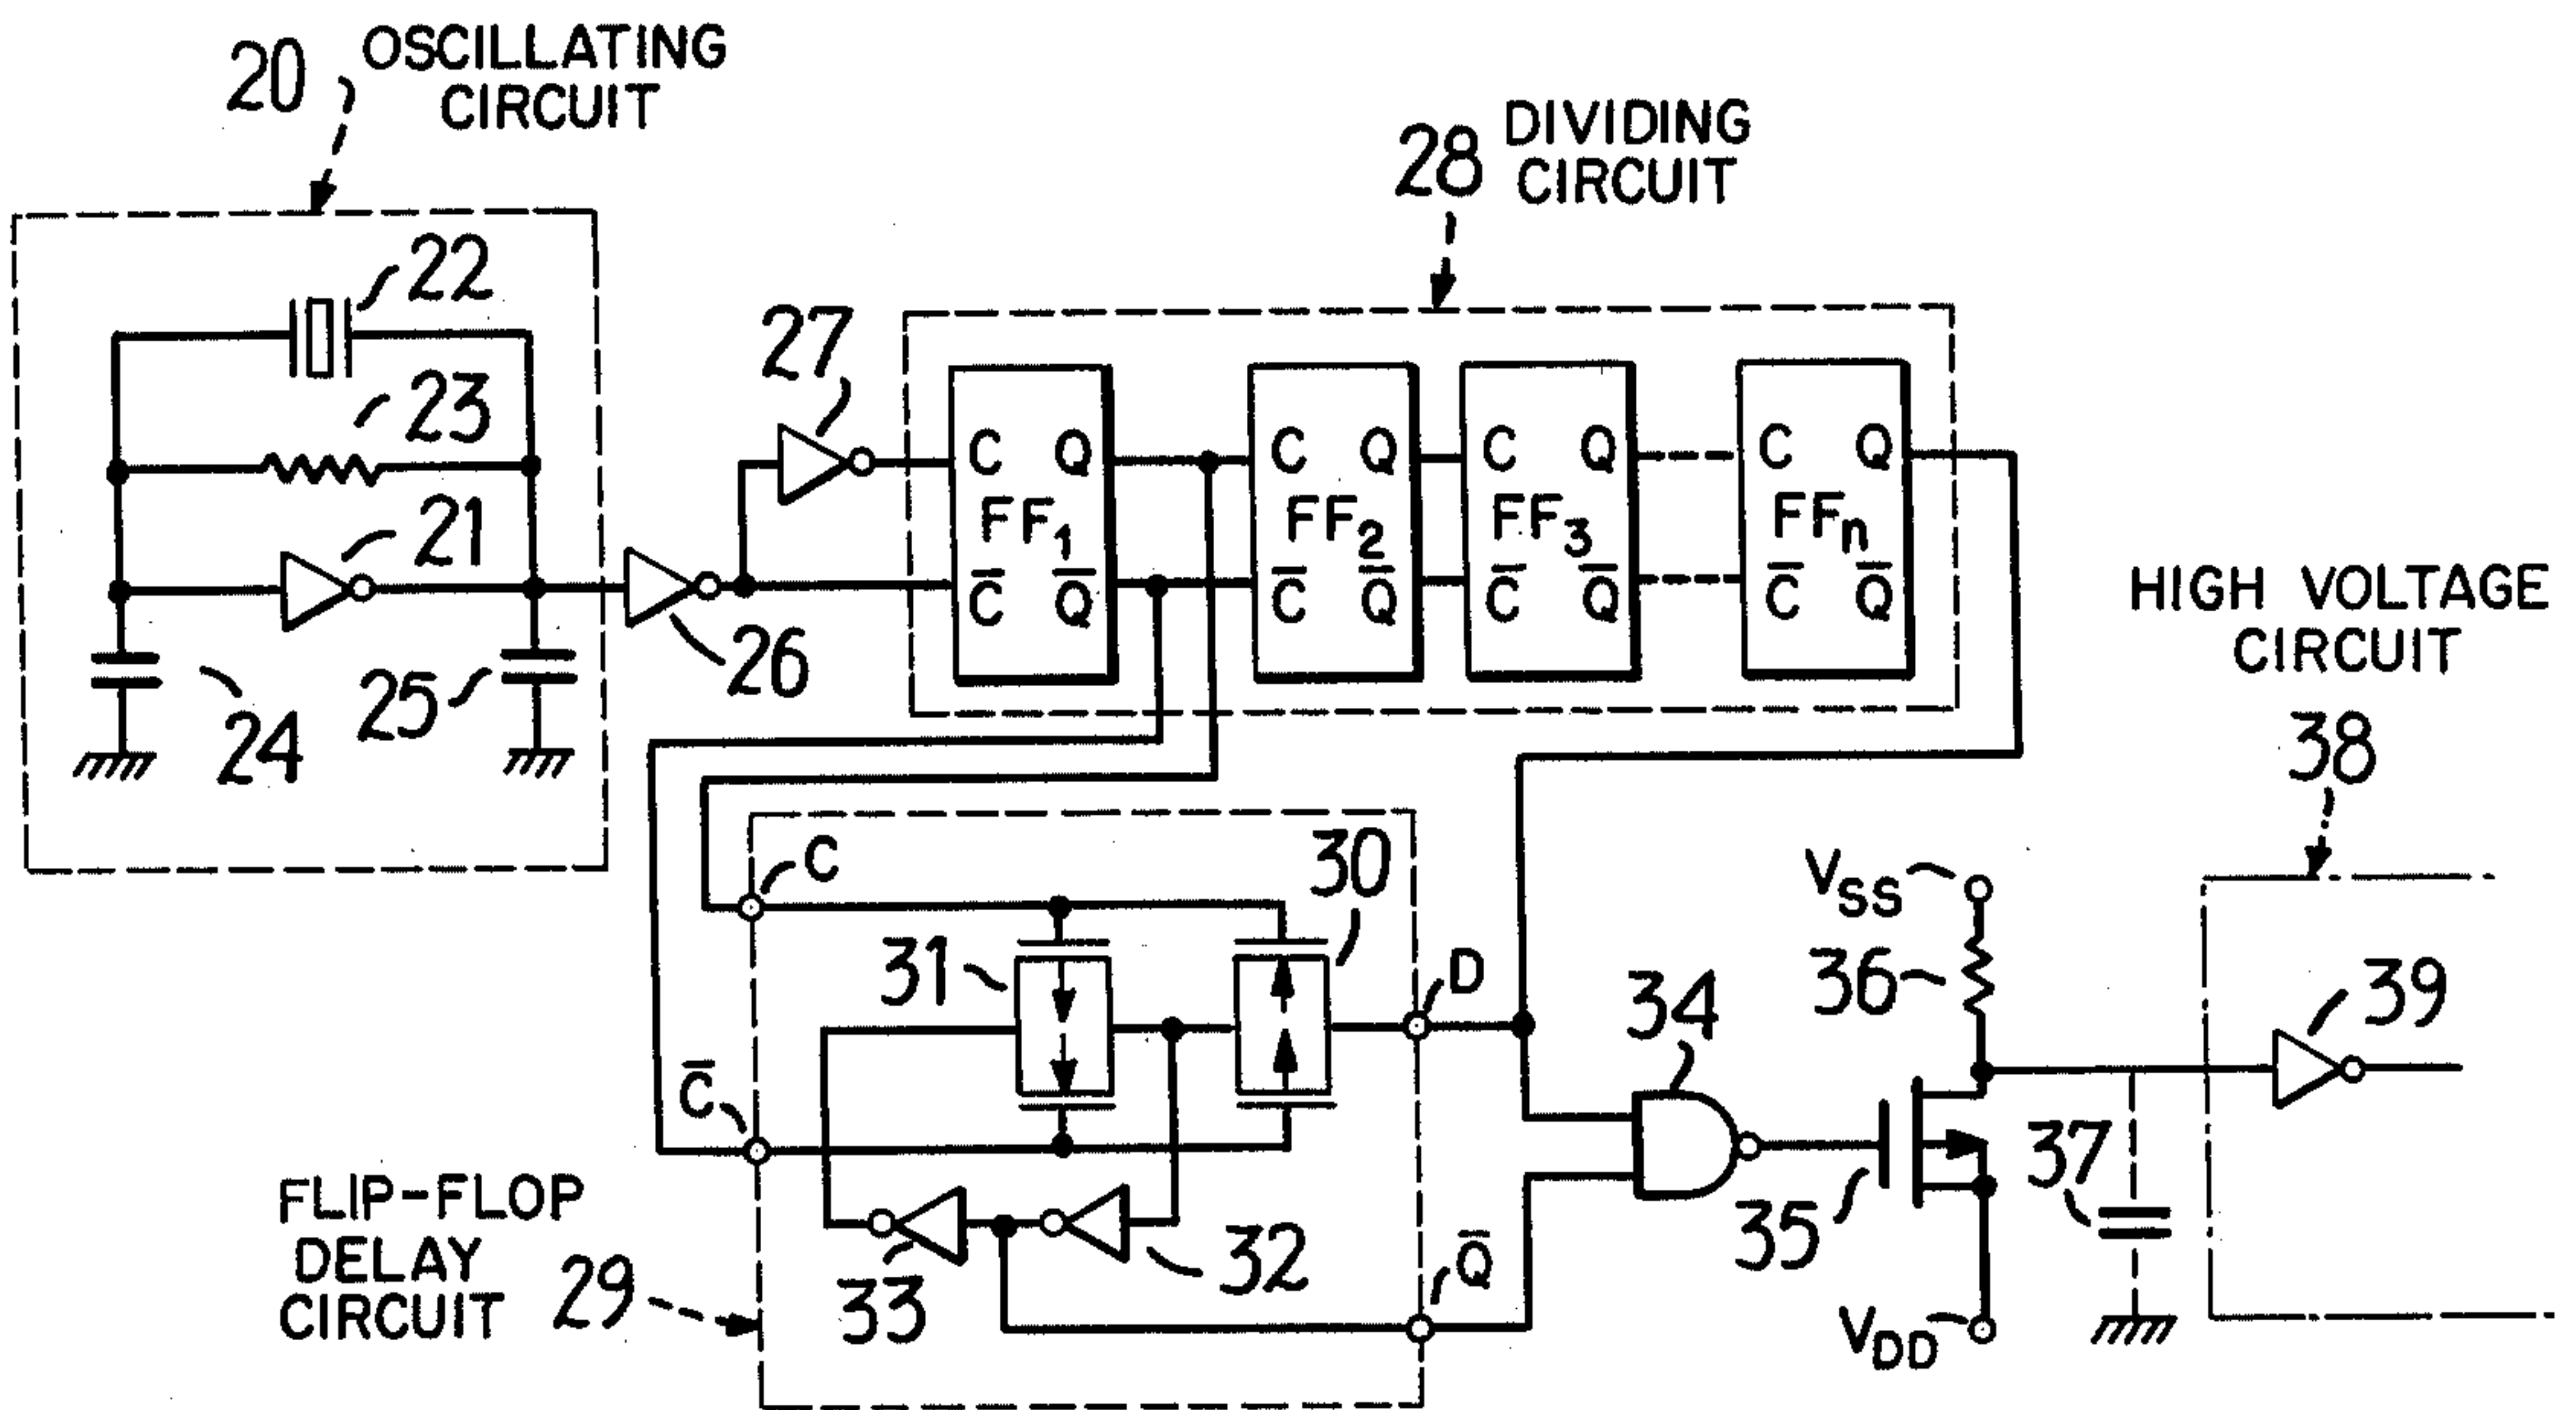 20 OSCILLATING
CIRCUIT
28 DIVIDING
CIRCUIT
22
23
21
24
25
26
27
C Q
FF1
C̅ Q̅
C Q
FF2
C̅ Q̅
C Q
FF3
C̅ Q̅
C Q
FFn
C̅ Q̅
HIGH VOLTAGE
CIRCUIT
38
C
30
31
D
C̅
34
VSS
36
39
35
37
VDD
FLIP-FLOP
DELAY
CIRCUIT 29
33
32
Q̅